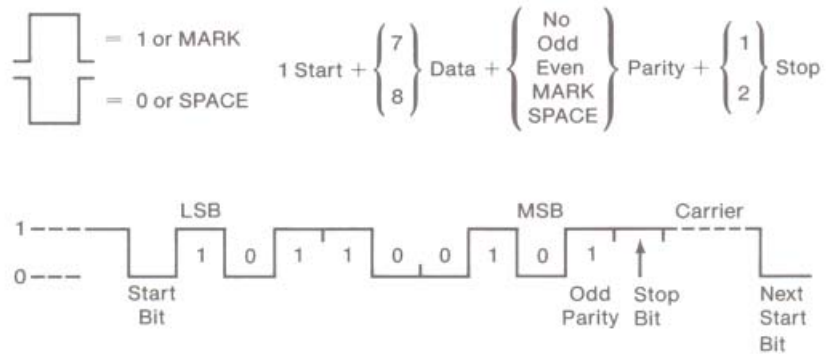 = 1 or MARK
= 0 or SPACE
1 Start + { 7 8 } Data + { No Odd Even MARK SPACE } Parity + { 1 2 } Stop
LSB MSB Carrier
1
1 0 1 1 0 0 1 0 1
0
Start Bit
Odd Parity
Stop Bit
Next Start Bit